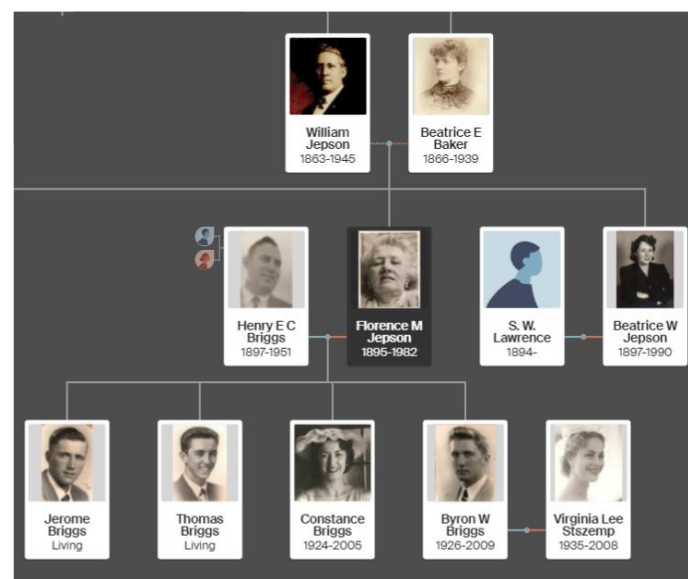 William
Jepson
1863-1945
Beatrice E
Baker
1866-1939
Henry E C
Briggs
1897-1951
Florence M
Jepson
1895-1982
S. W.
Lawrence
1894-
Beatrice W
Jepson
1897-1990
Jerome
Briggs
Living
Thomas
Briggs
Living
Constance
Briggs
1924-2005
Byron W
Briggs
1926-2009
Virginia Lee
Stszemp
1935-2008